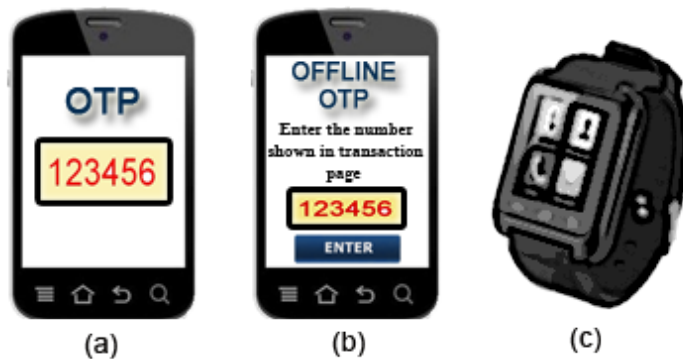 OTP
123456
(a)
OFFLINE
OTP
Enter the number
shown in transaction
page
123456
ENTER
(b)
(c)